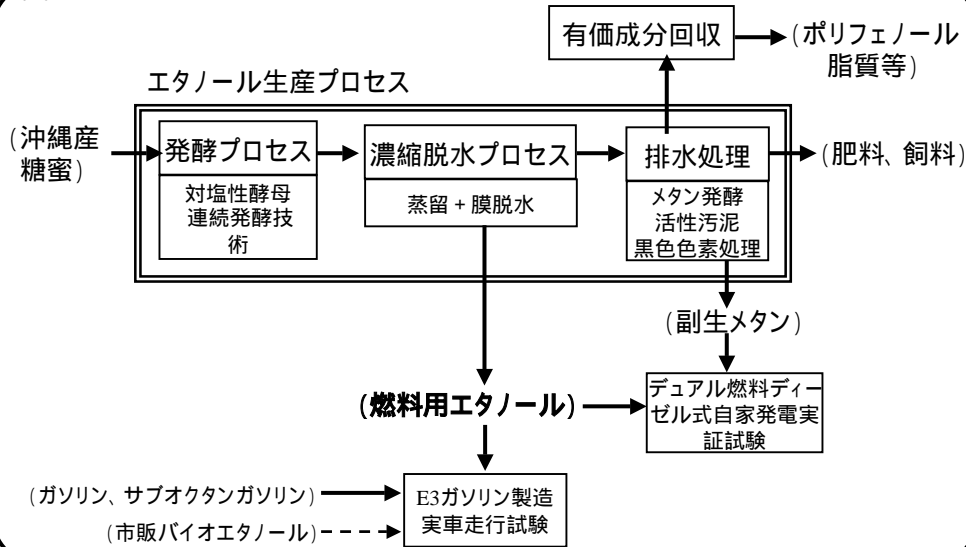 有価成分回収
(ポリフェノール
脂質等)
エタノール生産プロセス
(沖縄産
糖蜜)
発酵プロセス
対塩性酵母
連続発酵技
術
濃縮脱水プロセス
蒸留+膜脱水
排水処理
メタン発酵
活性汚泥
黒色色素処理
(肥料、飼料)
(副生メタン)
(燃料用エタノール)
デュアル燃料ディー
ゼル式自家発電実
証試験
(ガソリン、サブオクタンガソリン)
(市販バイオエタノール)
E3ガソリン製造
実車走行試験